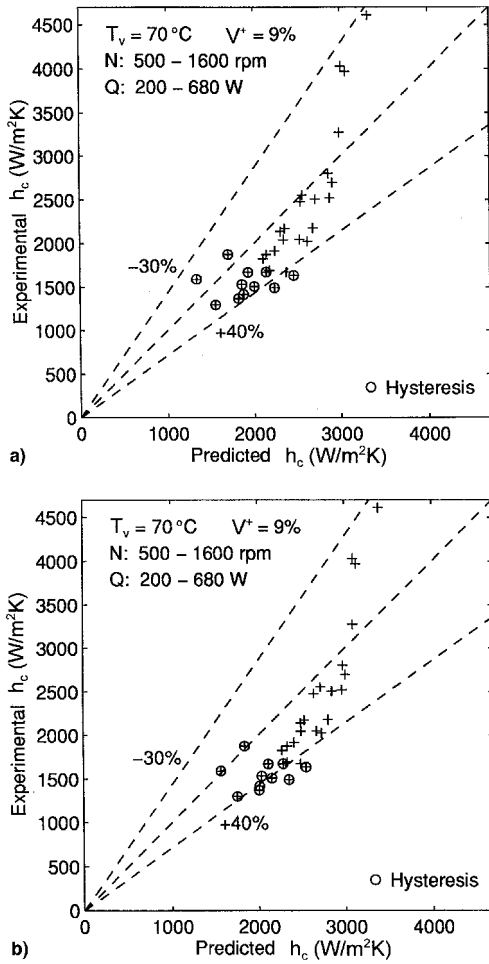 4500
4000
3500
3000
2500
2000
1500
1000
500
0
Experimental h_c (W/m²K)
T_v = 70 °C V⁺ = 9%
N: 500 – 1600 rpm
Q: 200 – 680 W
−30%
+40%
Hysteresis
0 1000 2000 3000 4000
Predicted h_c (W/m²K)
a)
4500
4000
3500
3000
2500
2000
1500
1000
500
0
Experimental h_c (W/m²K)
T_v = 70 °C V⁺ = 9%
N: 500 – 1600 rpm
Q: 200 – 680 W
−30%
+40%
Hysteresis
0 1000 2000 3000 4000
Predicted h_c (W/m²K)
b)